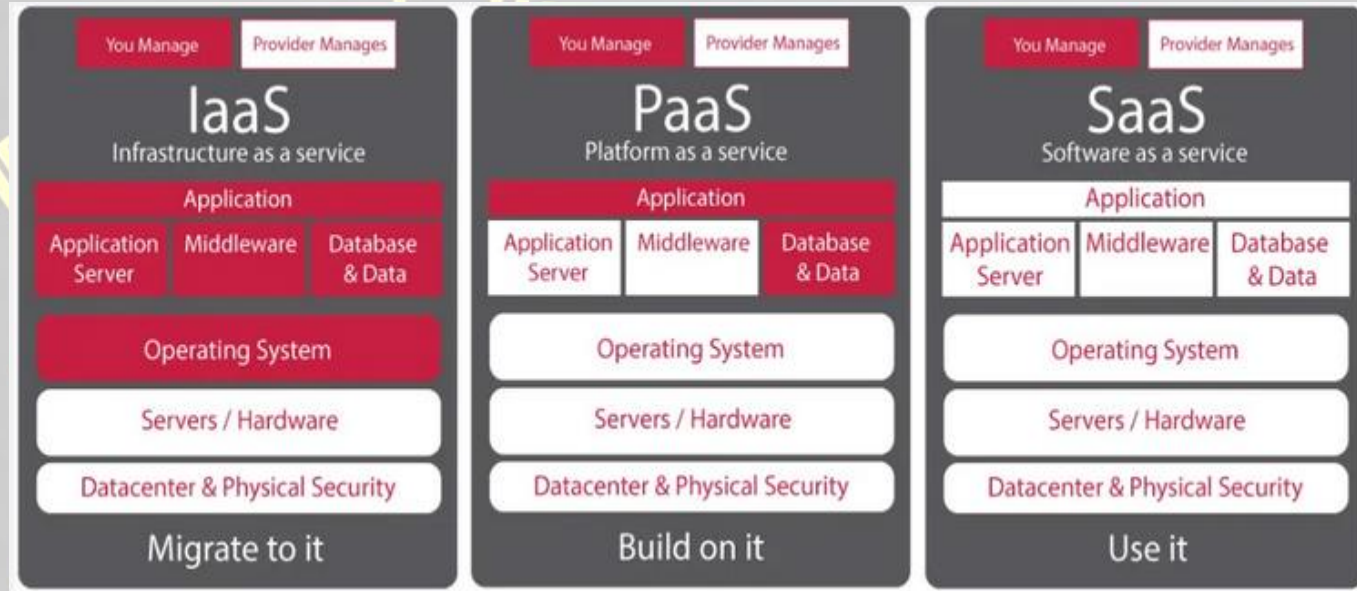 You Manage Provider Manages
IaaS
Infrastructure as a service
Application
Application Server Middleware Database & Data
Operating System
Servers / Hardware
Datacenter & Physical Security
Migrate to it
You Manage Provider Manages
PaaS
Platform as a service
Application
Application Server Middleware Database & Data
Operating System
Servers / Hardware
Datacenter & Physical Security
Build on it
You Manage Provider Manages
SaaS
Software as a service
Application
Application Server Middleware Database & Data
Operating System
Servers / Hardware
Datacenter & Physical Security
Use it